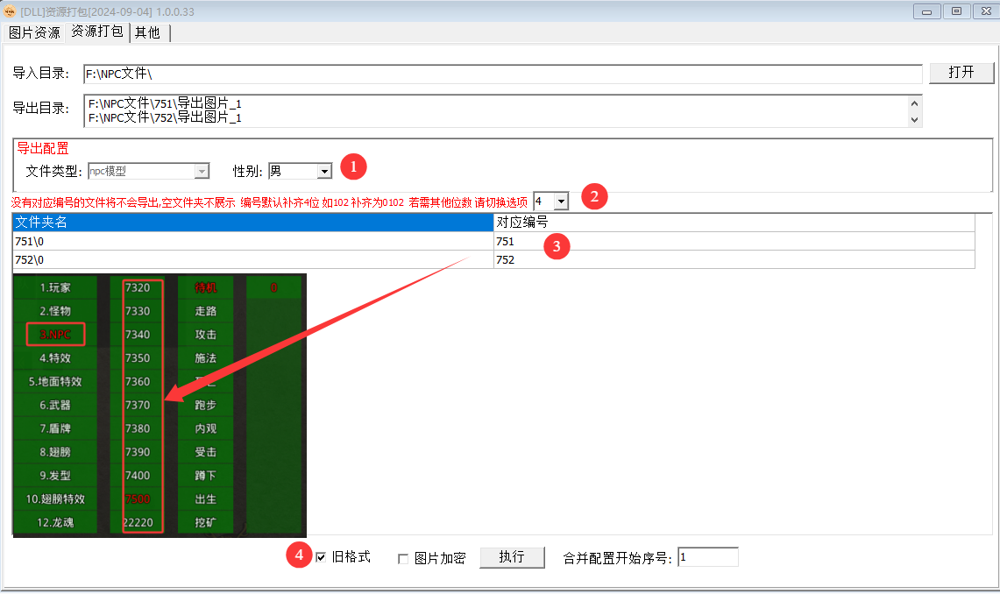 [DLL]资源打包[2024-09-04] 1.0.0.33
图片资源 资源打包 其他
导入目录: F:\NPC文件\ 打开
导出目录: F:\NPC文件\751\导出图片_1
F:\NPC文件\752\导出图片_1
导出配置
文件类型: npc模型 性别: 男 1
没有对应编号的文件将不会导出,空文件夹不展示 编号默认补齐4位 如102 补齐为0102 若需其他位数 请切换选项 4 2
文件夹名 对应编号
751\0 751 3
752\0 752
1.玩家 7320 待机 0
2.怪物 7330 走路
3.NPC 7340 攻击
4.特效 7350 施法
5.地面特效 7360
6.武器 7370 跑步
7.盾牌 7380 内观
8.翅膀 7390 受击
9.发型 7400 蹲下
10.翅膀特效 7500 出生
12.龙魂 22220 挖矿
4 旧格式 图片加密 执行 合并配置开始序号: 1